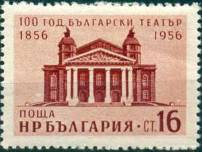 100 ГОД. БЪЛГАРСКИ ТЕАТЪР
1856 1956
ПОЩА
НР БЪЛГАРИЯ · СТ. 16